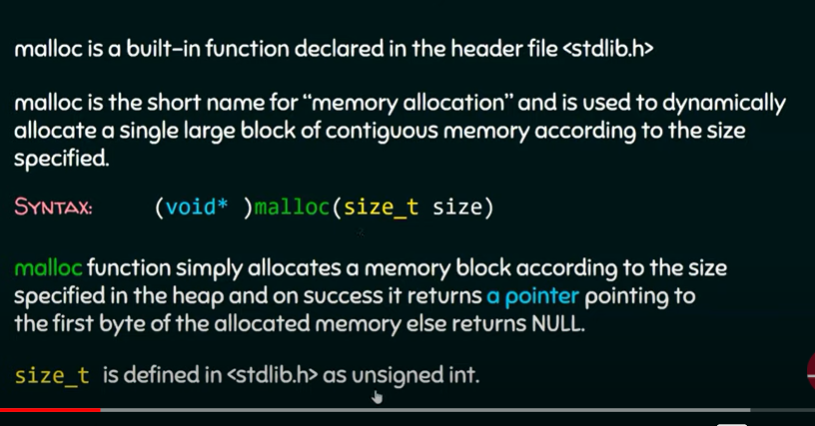 malloc is a built-in function declared in the header file <stdlib.h>
malloc is the short name for “memory allocation” and is used to dynamically
allocate a single large block of contiguous memory according to the size
specified.
SYNTAX: (void* )malloc(size_t size)
malloc function simply allocates a memory block according to the size
specified in the heap and on success it returns a pointer pointing to
the first byte of the allocated memory else returns NULL.
size_t is defined in <stdlib.h> as unsigned int.